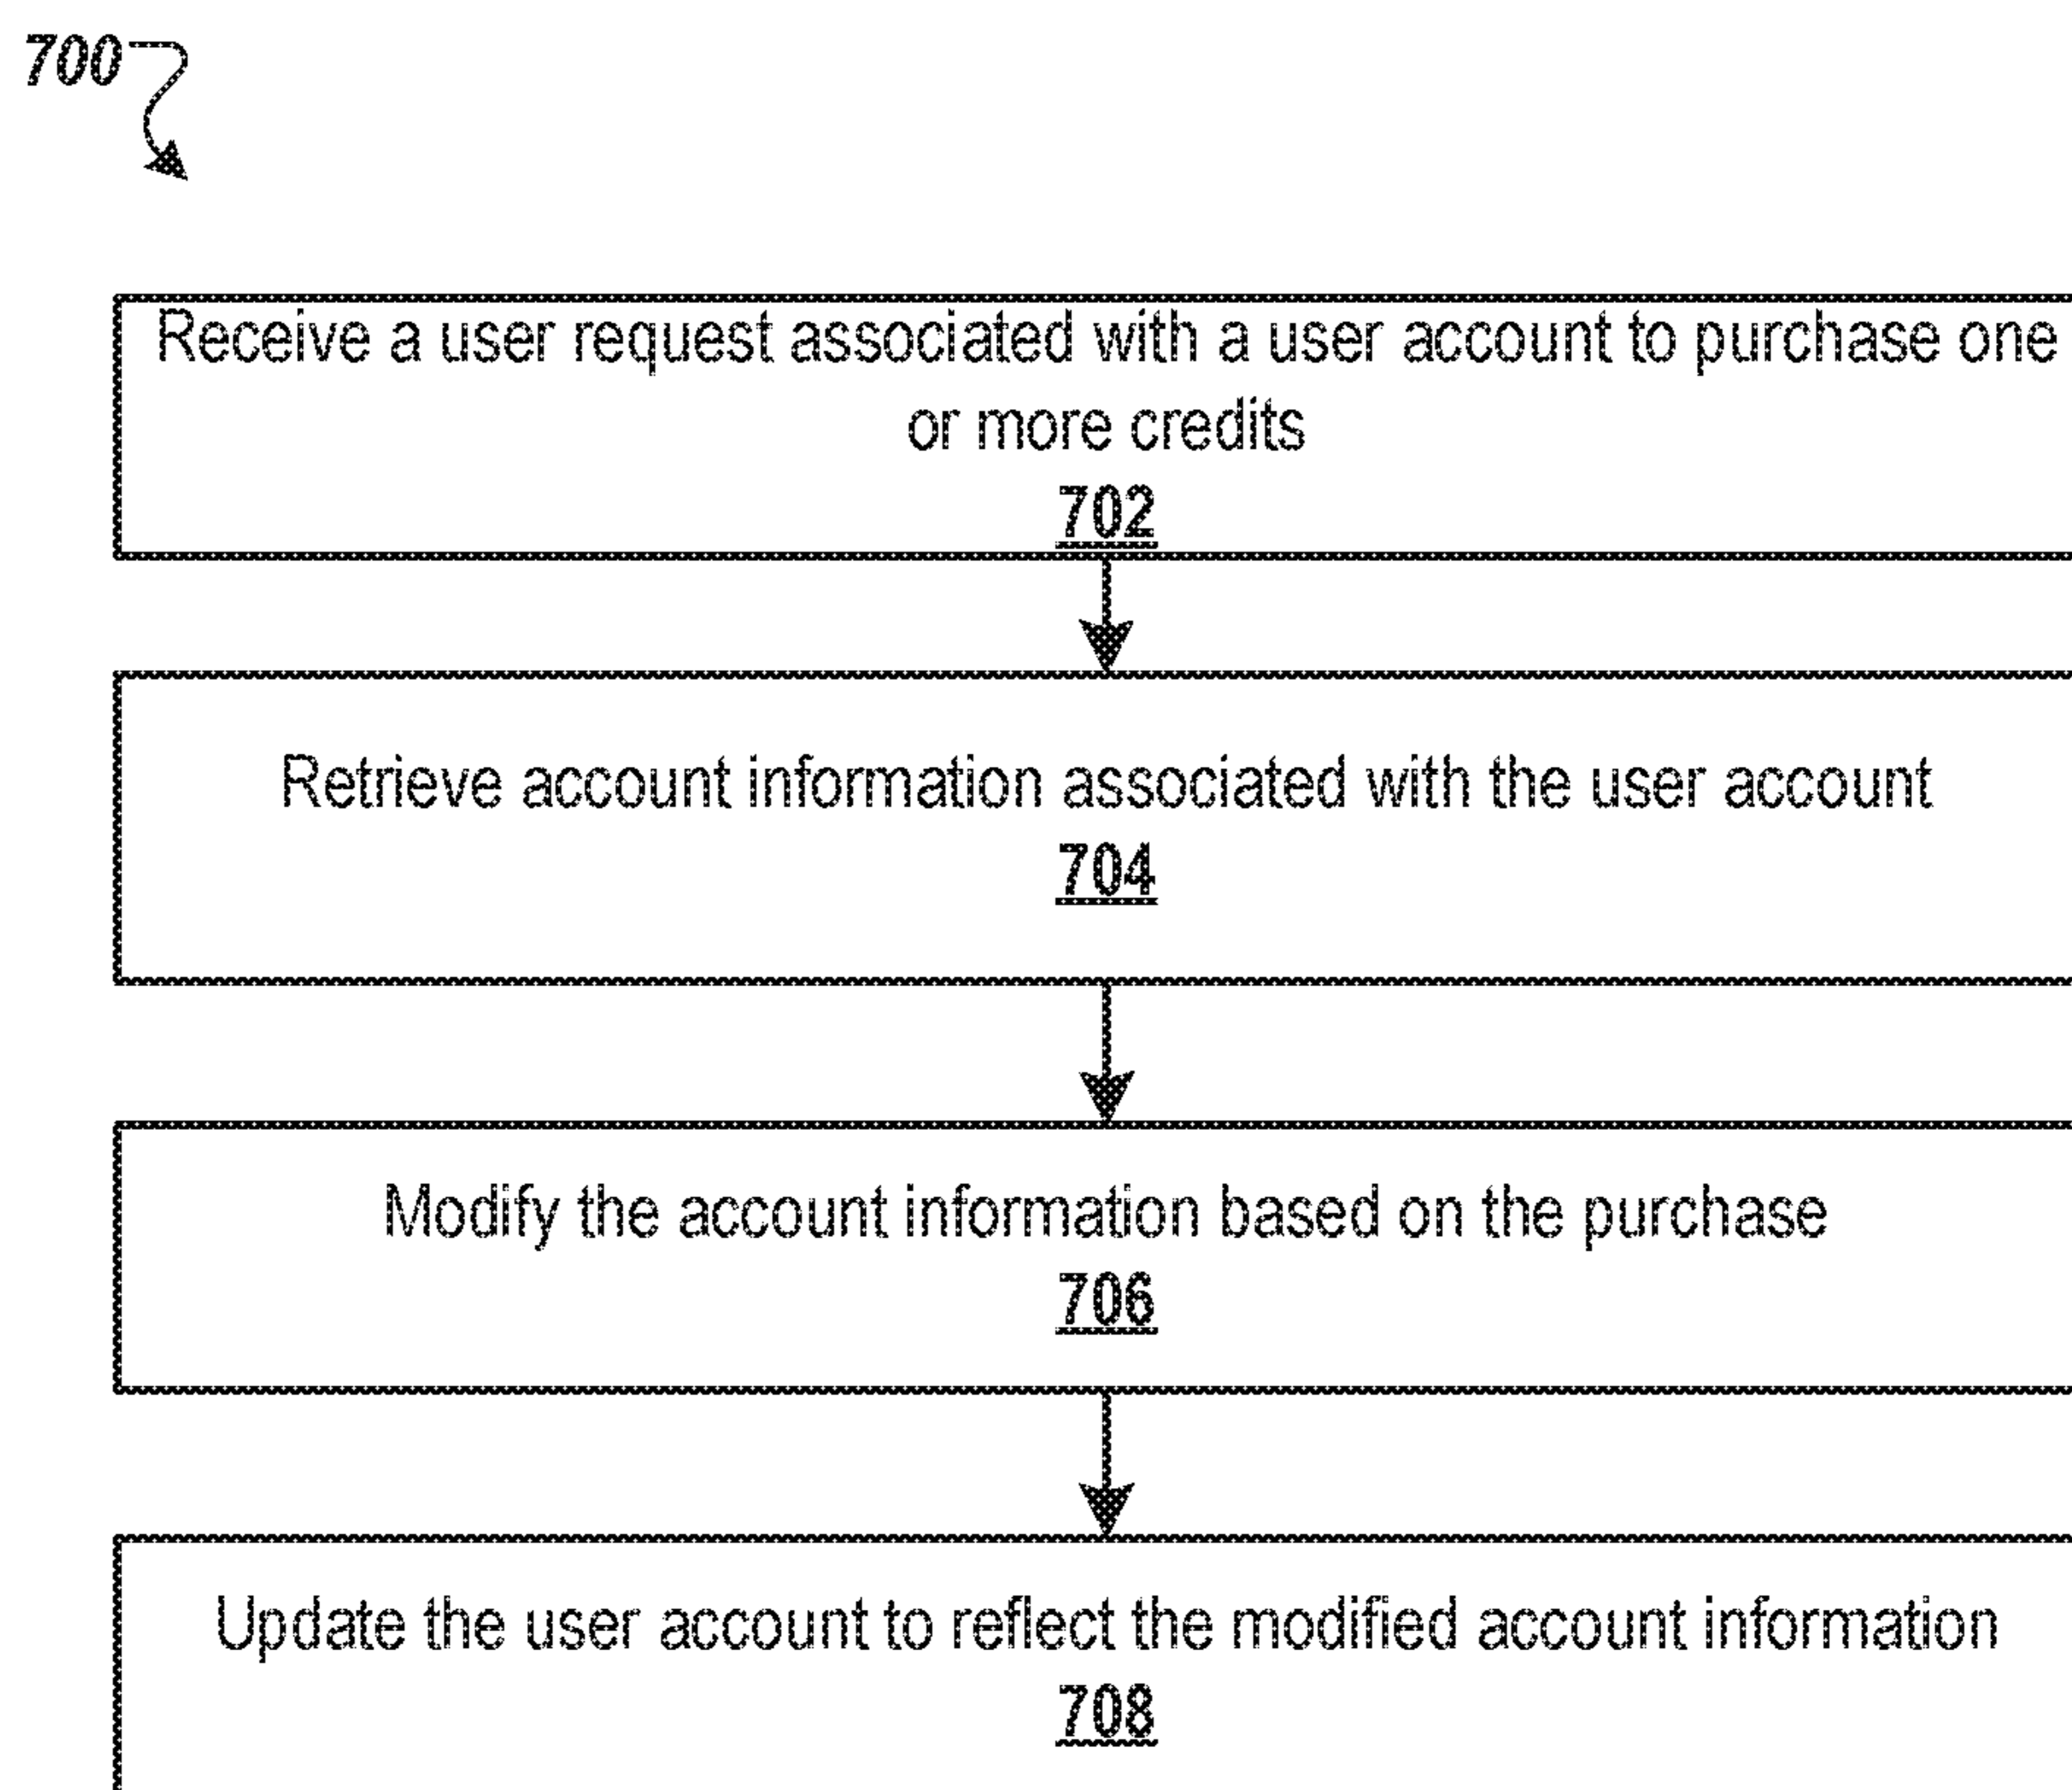 700
Receive a user request associated with a user account to purchase one
or more credits
702
Retrieve account information associated with the user account
704
Modify the account information based on the purchase
706
Update the user account to reflect the modified account information
708